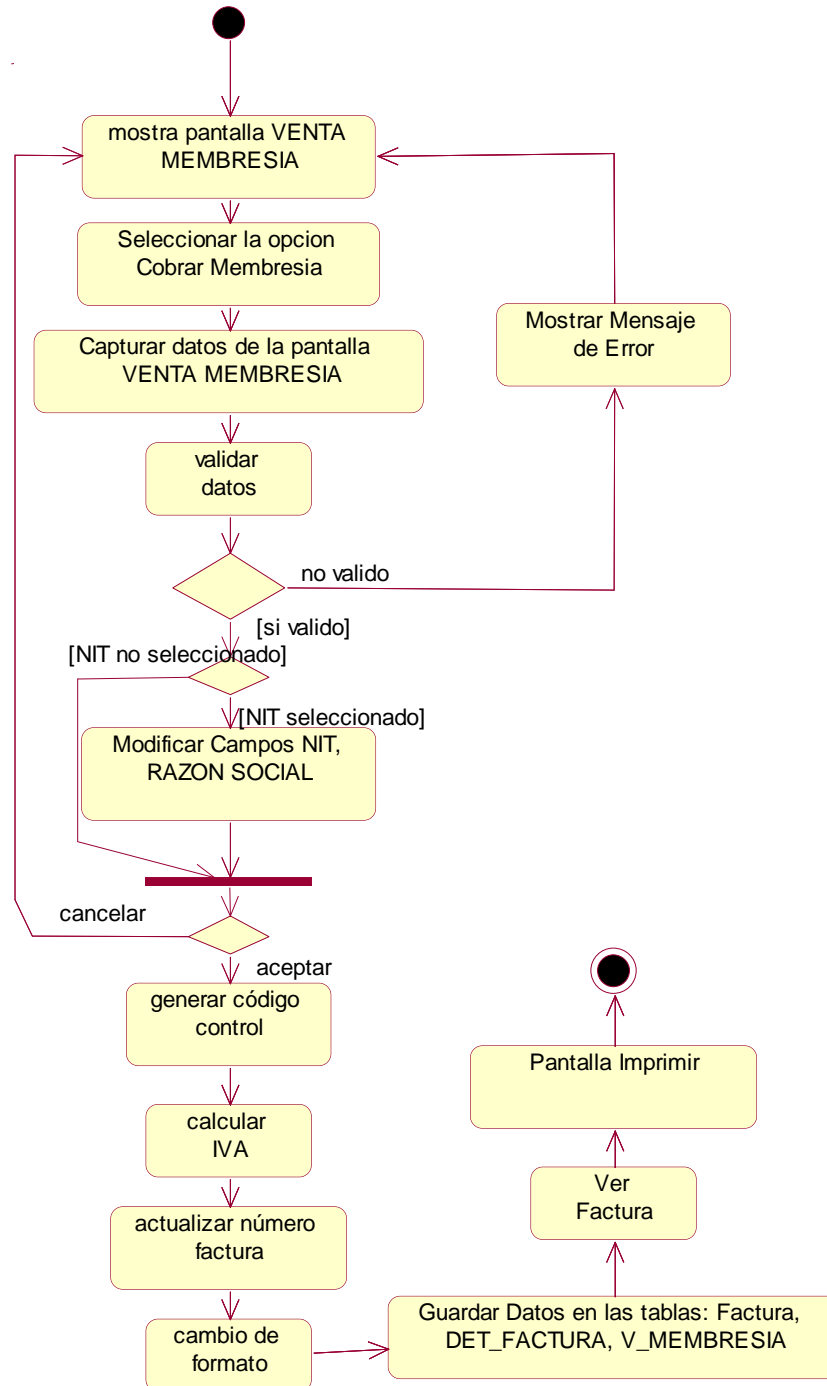 mostra pantalla VENTA
MEMBRESIA
Seleccionar la opcion
Cobrar Membresia
Capturar datos de la pantalla
VENTA MEMBRESIA
Mostrar Mensaje
de Error
validar
datos
no valido
[si valido]
[NIT no seleccionado]
[NIT seleccionado]
Modificar Campos NIT,
RAZON SOCIAL
cancelar
aceptar
generar código
control
calcular
IVA
actualizar número
factura
cambio de
formato
Guardar Datos en las tablas: Factura,
DET_FACTURA, V_MEMBRESIA
Ver
Factura
Pantalla Imprimir